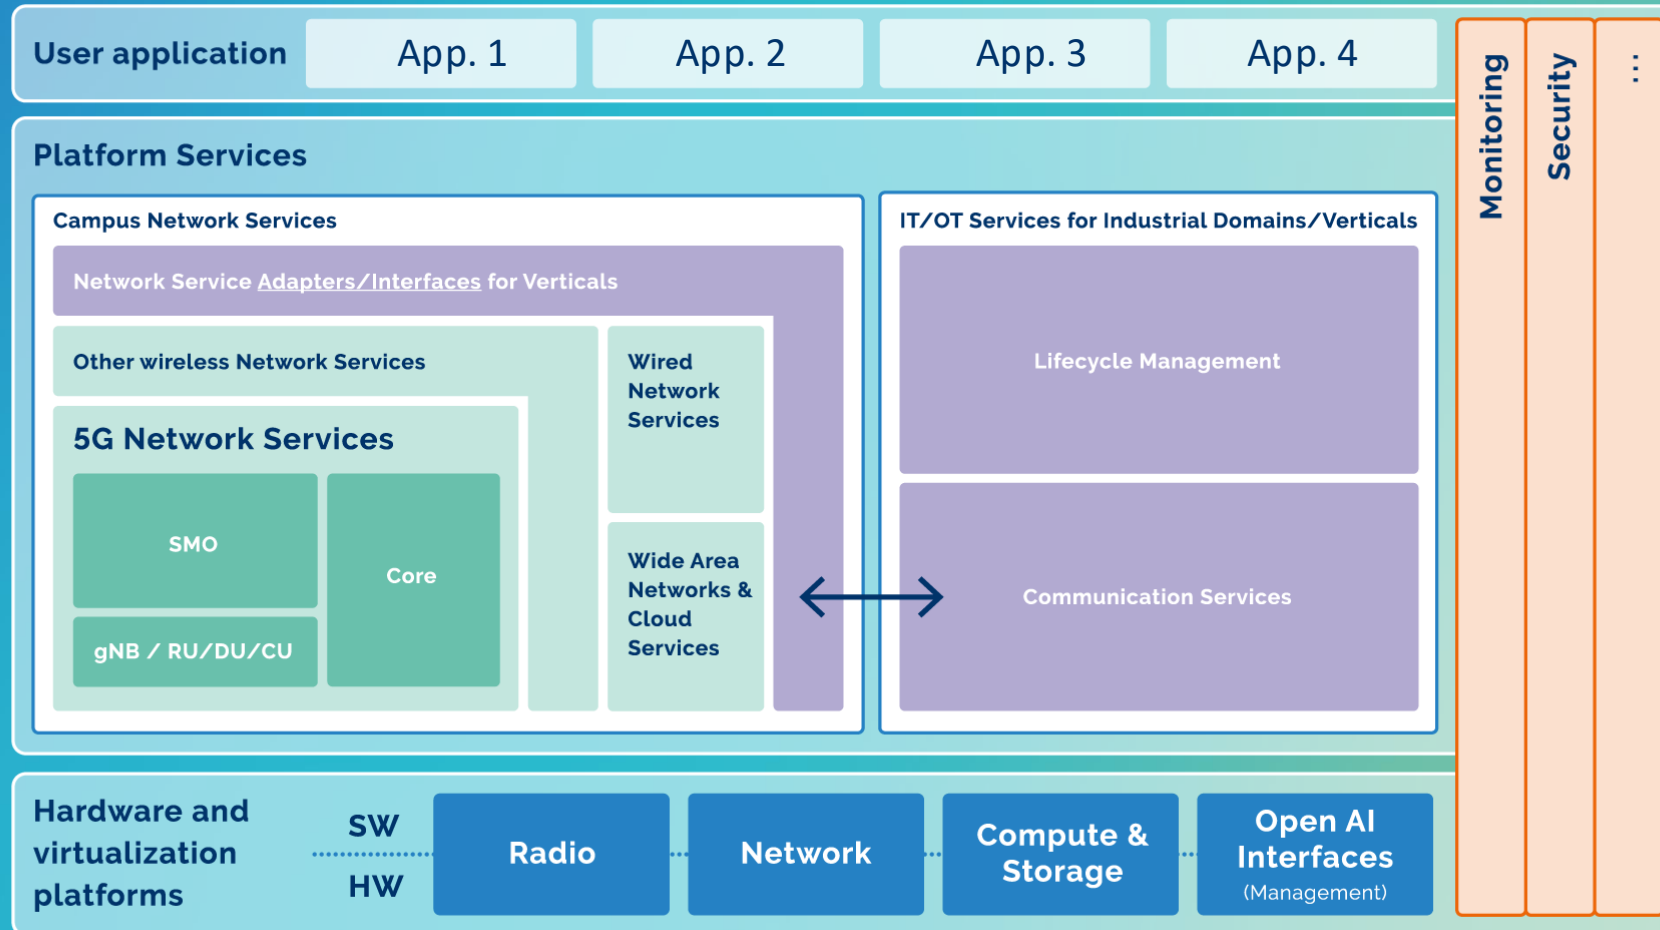 User application
App. 1
App. 2
App. 3
App. 4
Monitoring
Security
...
Platform Services
Campus Network Services
Network Service Adapters/Interfaces for Verticals
Other wireless Network Services
Wired
Network
Services
5G Network Services
SMO
Core
gNB / RU/DU/CU
Wide Area
Networks &
Cloud
Services
IT/OT Services for Industrial Domains/Verticals
Lifecycle Management
Communication Services
Hardware and
virtualization
platforms
SW
HW
Radio
Network
Compute &
Storage
Open AI
Interfaces
(Management)